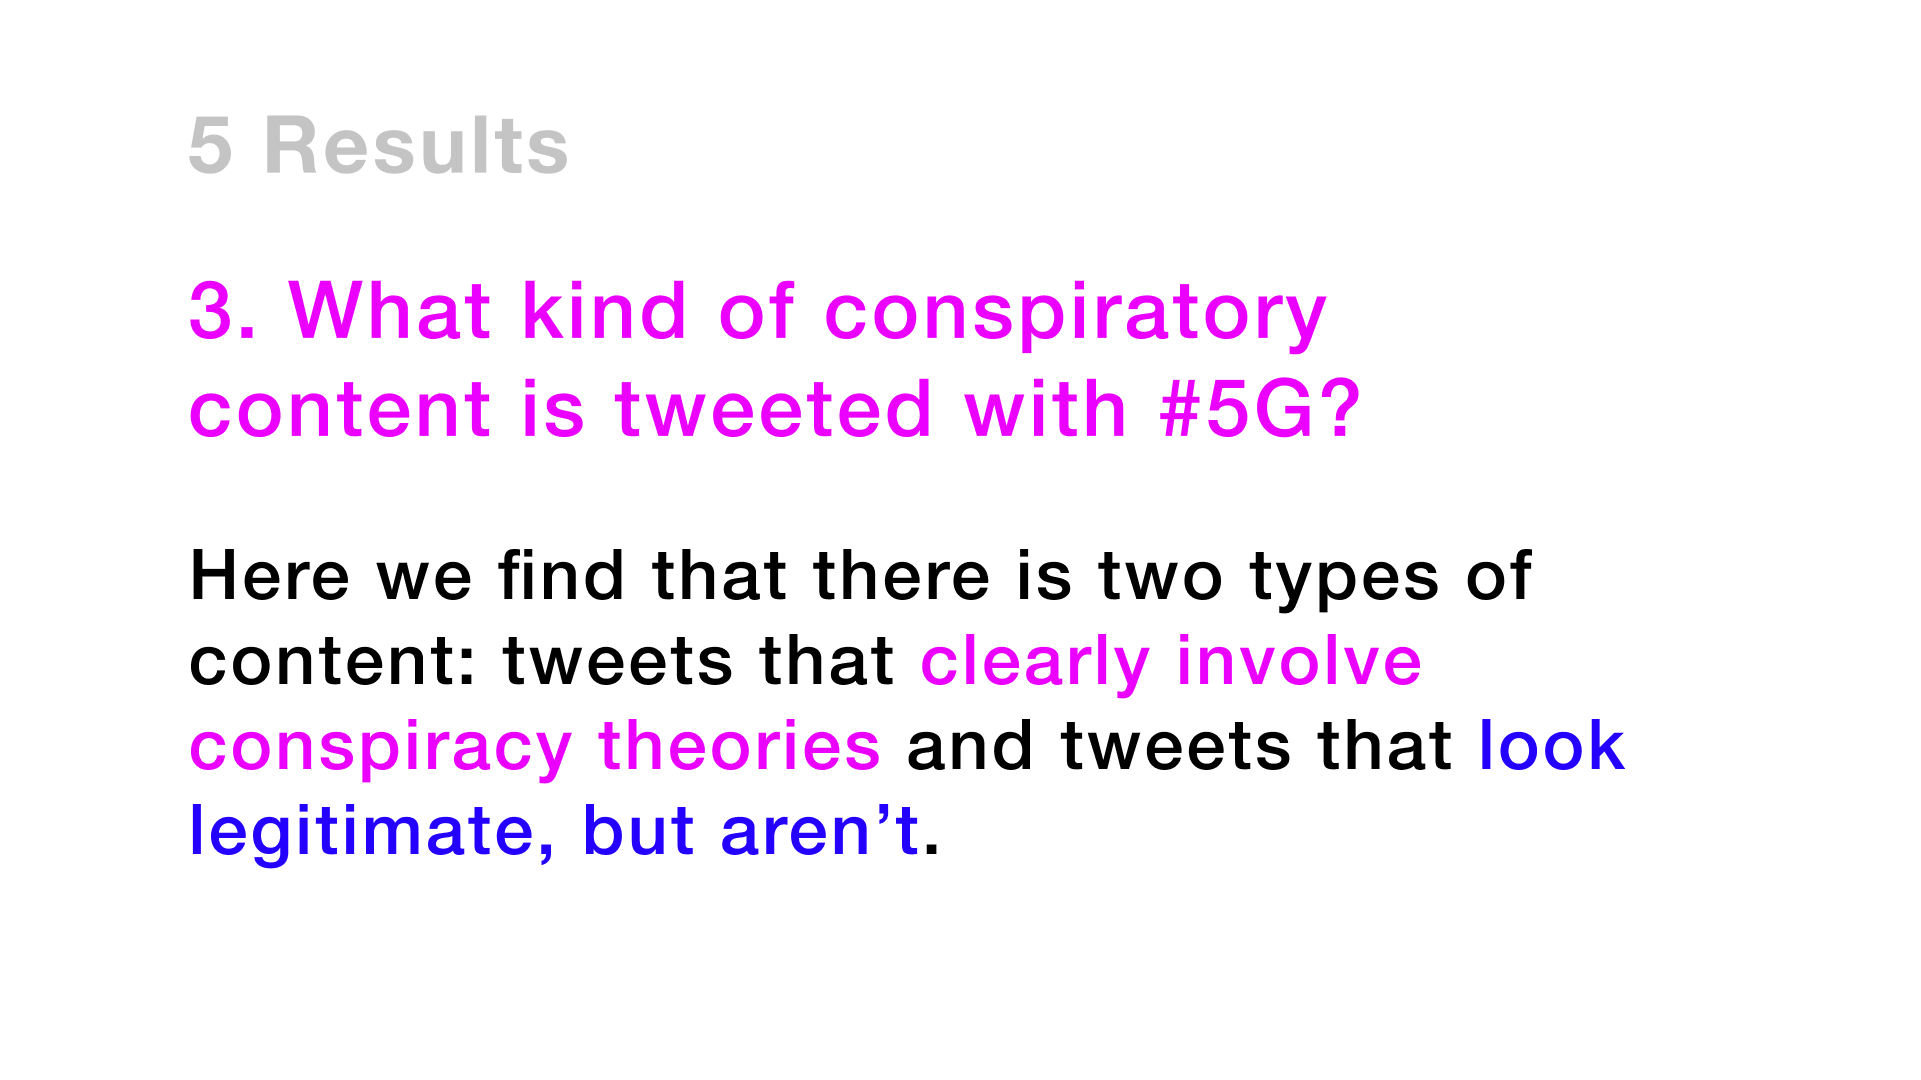 5 Results
3. What kind of conspiratory
content is tweeted with #5G?
Here we find that there is two types of
content: tweets that clearly involve
conspiracy theories and tweets that look
legitimate, but aren’t.